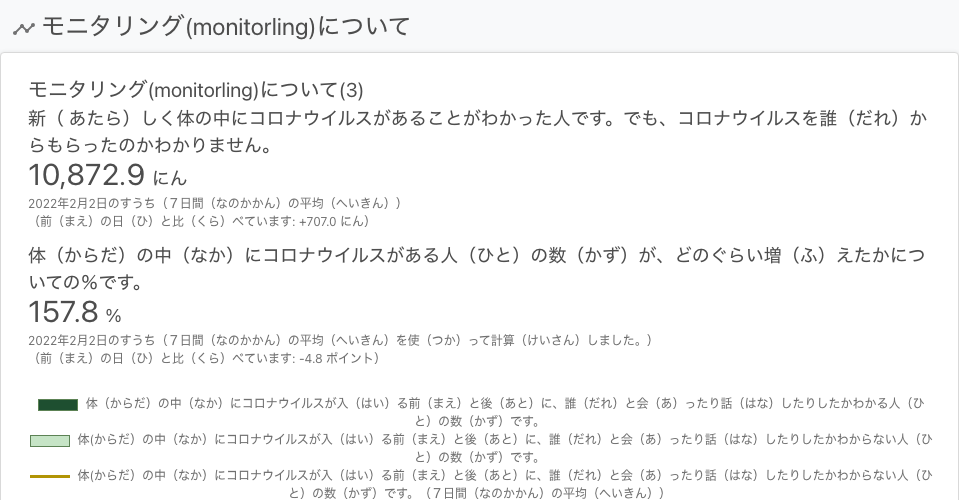 モニタリング(monitorling)について
モニタリング(monitorling)について(3)
新（ あたら）しく体の中にコロナウイルスがあることがわかった人です。でも、コロナウイルスを誰（だれ）か
らもらったのかわかりません。
10,872.9 にん
2022年2月2日のすうち（７日間（なのかかん）の平均（へいきん））
（前（まえ）の日（ひ）と比（くら）べています: +707.0 にん）
体（からだ）の中（なか）にコロナウイルスがある人（ひと）の数（かず）が、どのぐらい増（ふ）えたかにつ
いての％です。
157.8 ％
2022年2月2日のすうち（７日間（なのかかん）の平均（へいきん）を使（つか）って計算（けいさん）しました。）
（前（まえ）の日（ひ）と比（くら）べています: -4.8 ポイント）
体（からだ）の中（なか）にコロナウイルスが入（はい）る前（まえ）と後（あと）に、誰（だれ）と会（あ）ったり話（はな）したりしたかわかる人（ひ
と）の数（かず）です。
体(からだ）の中（なか）にコロナウイルスが入（はい）る前（まえ）と後（あと）に、誰（だれ）と会（あ）ったり話（はな）したりしたかわからない人（ひ
と）の数（かず）です。
体(からだ）の中（なか）にコロナウイルスが入（はい）る前（まえ）と後（あと）に、誰（だれ）と会（あ）ったり話（はな）したりしたかわからない人（ひ
と）の数（かず）です。（７日間（なのかかん）の平均（へいきん））